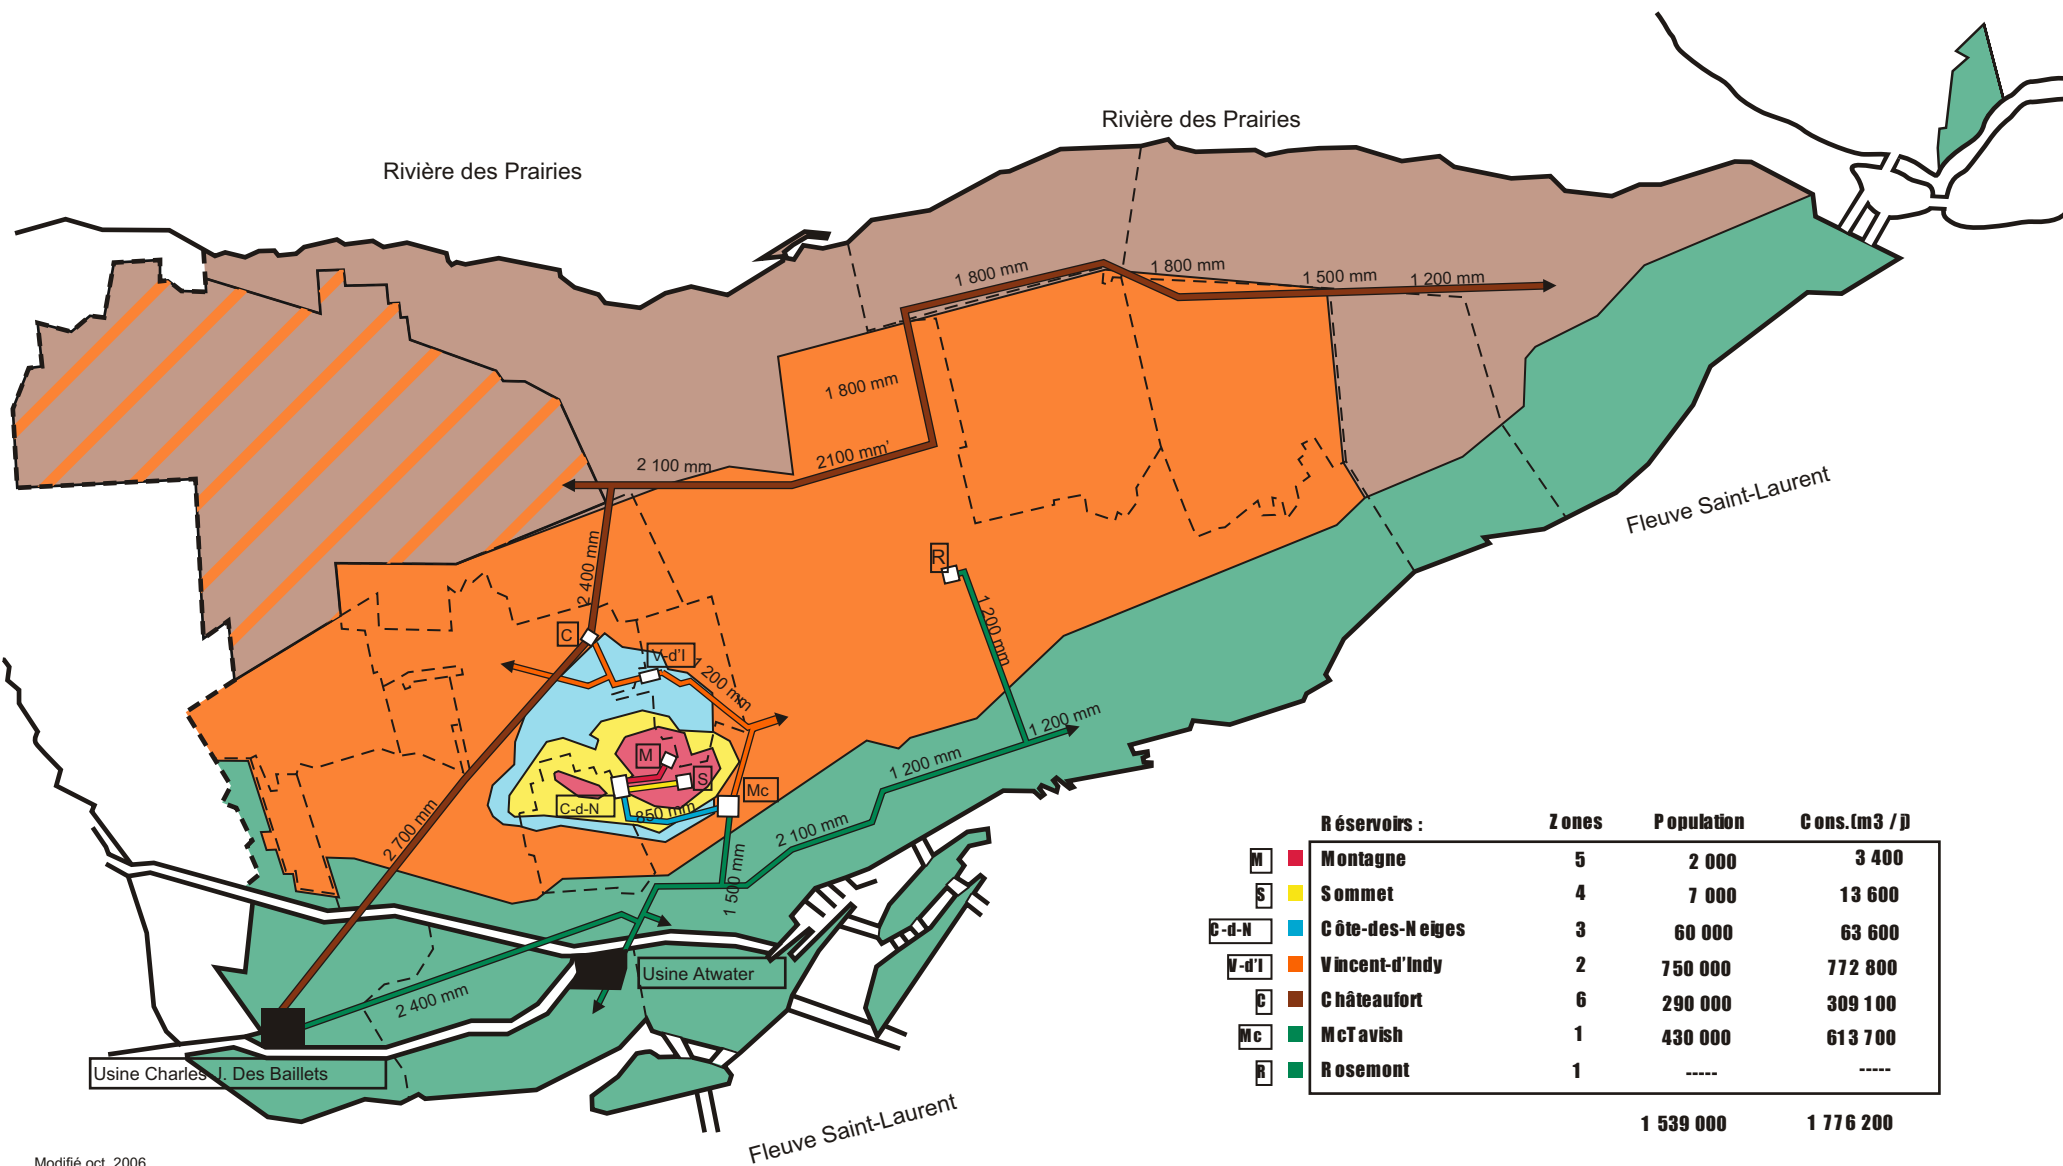 Rivière des Prairies
Rivière des Prairies
1 800 mm
1 800 mm
1 500 mm
1 200 mm
1 800 mm
2100 mm'
2 100 mm
Fleuve Saint-Laurent
2 400 mm
R
1 200 mm
C
V-d'I
1 200 mm
1 200 mm
M
S
Mc
C-d-N
850 mm
1 200 mm
2 700 mm
2 100 mm
1 500 mm
Usine Atwater
2 400 mm
Usine Charles J. Des Baillets
Fleuve Saint-Laurent
Modifié oct. 2006
Réservoirs : Zones Population Cons.(m3 / j)
M Montagne 5 2 000 3 400
S Sommet 4 7 000 13 600
C-d-N Côte-des-Neiges 3 60 000 63 600
V-d'I Vincent-d'Indy 2 750 000 772 800
C Châteaufort 6 290 000 309 100
Mc McTavish 1 430 000 613 700
R Rosemont 1 ----- -----
1 539 000 1 776 200